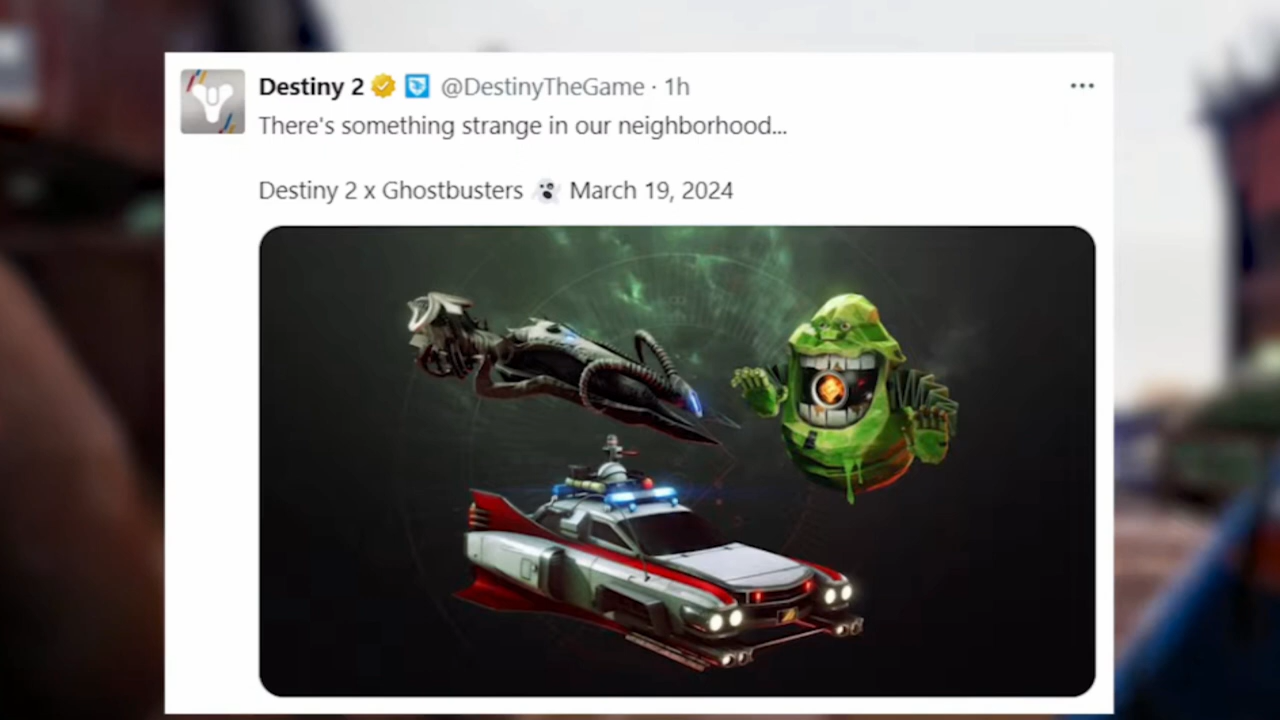 Destiny 2 @DestinyTheGame · 1h
There's something strange in our neighborhood...
Destiny 2 x Ghostbusters 👻 March 19, 2024